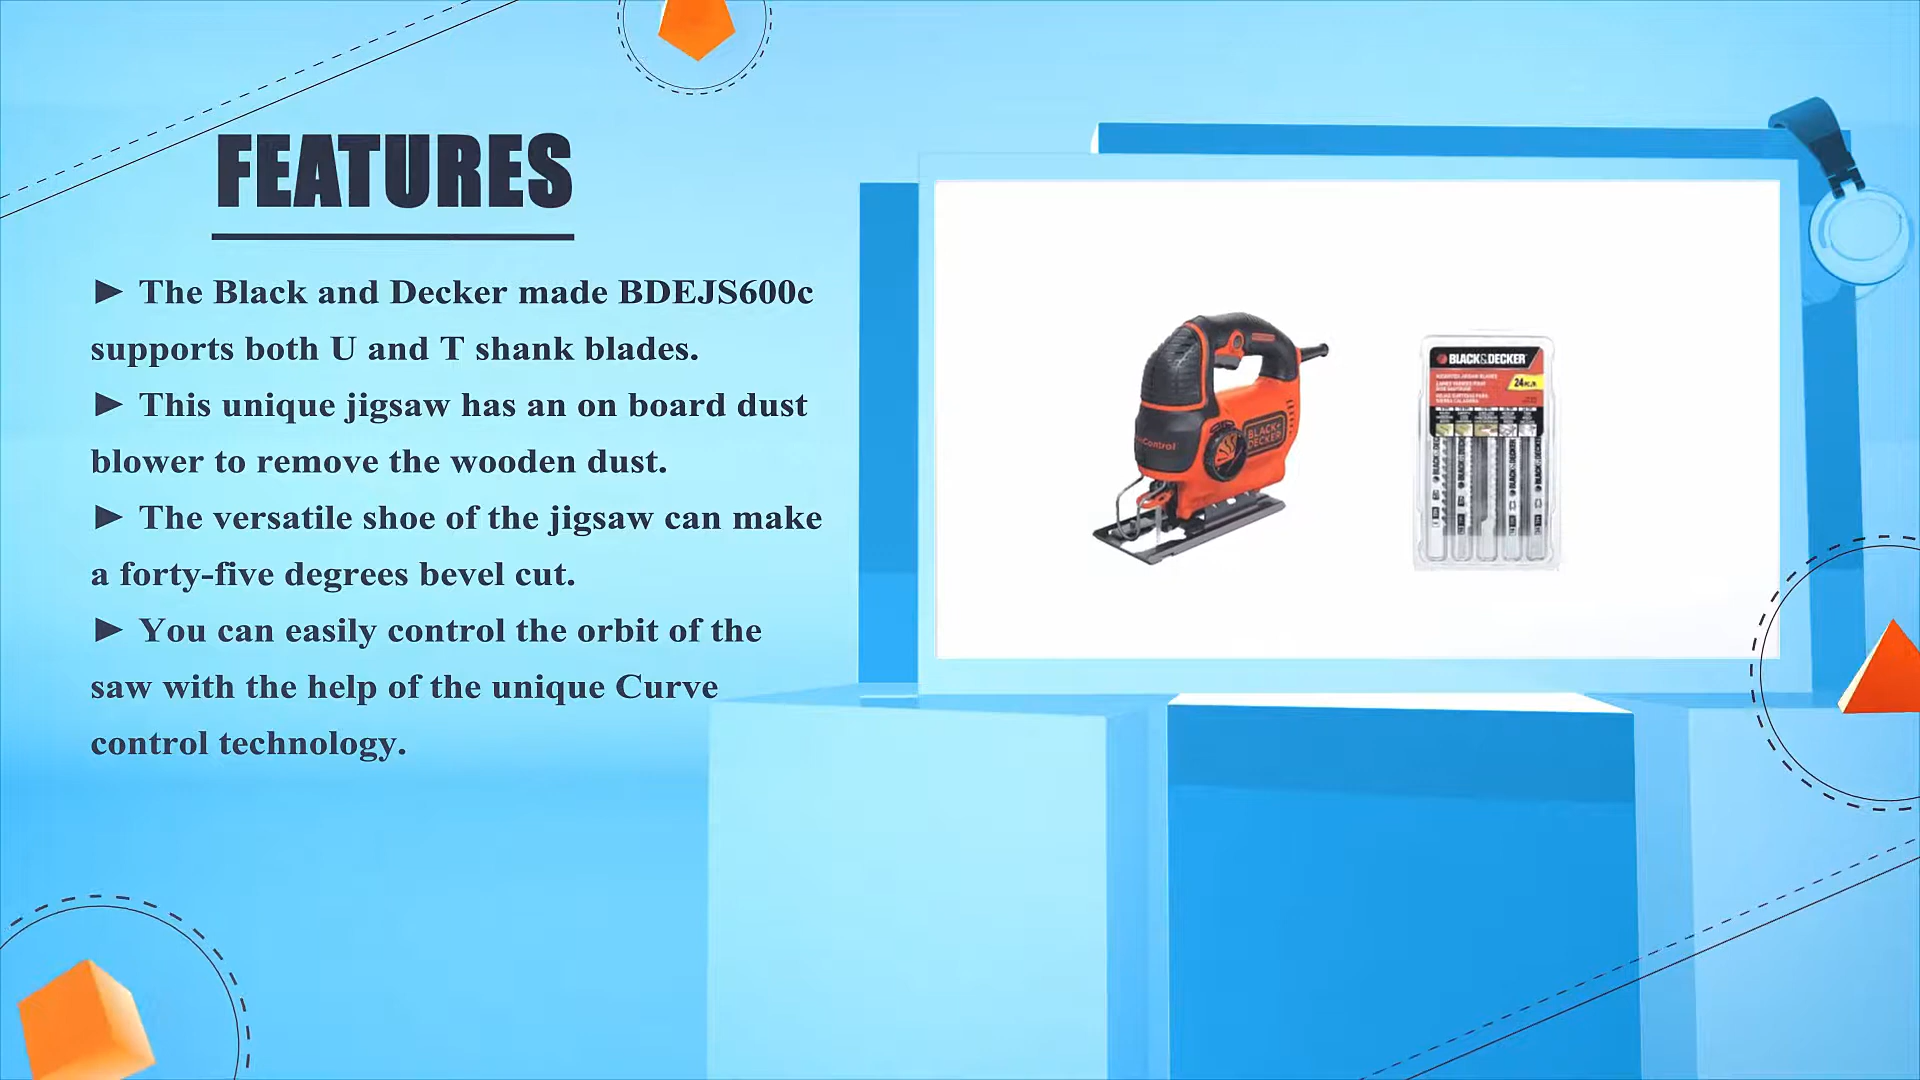 FEATURES
► The Black and Decker made BDEJS600c
supports both U and T shank blades.
► This unique jigsaw has an on board dust
blower to remove the wooden dust.
► The versatile shoe of the jigsaw can make
a forty-five degrees bevel cut.
► You can easily control the orbit of the
saw with the help of the unique Curve
control technology.
Control
BLACK+
DECKER
BLACK&DECKER
24